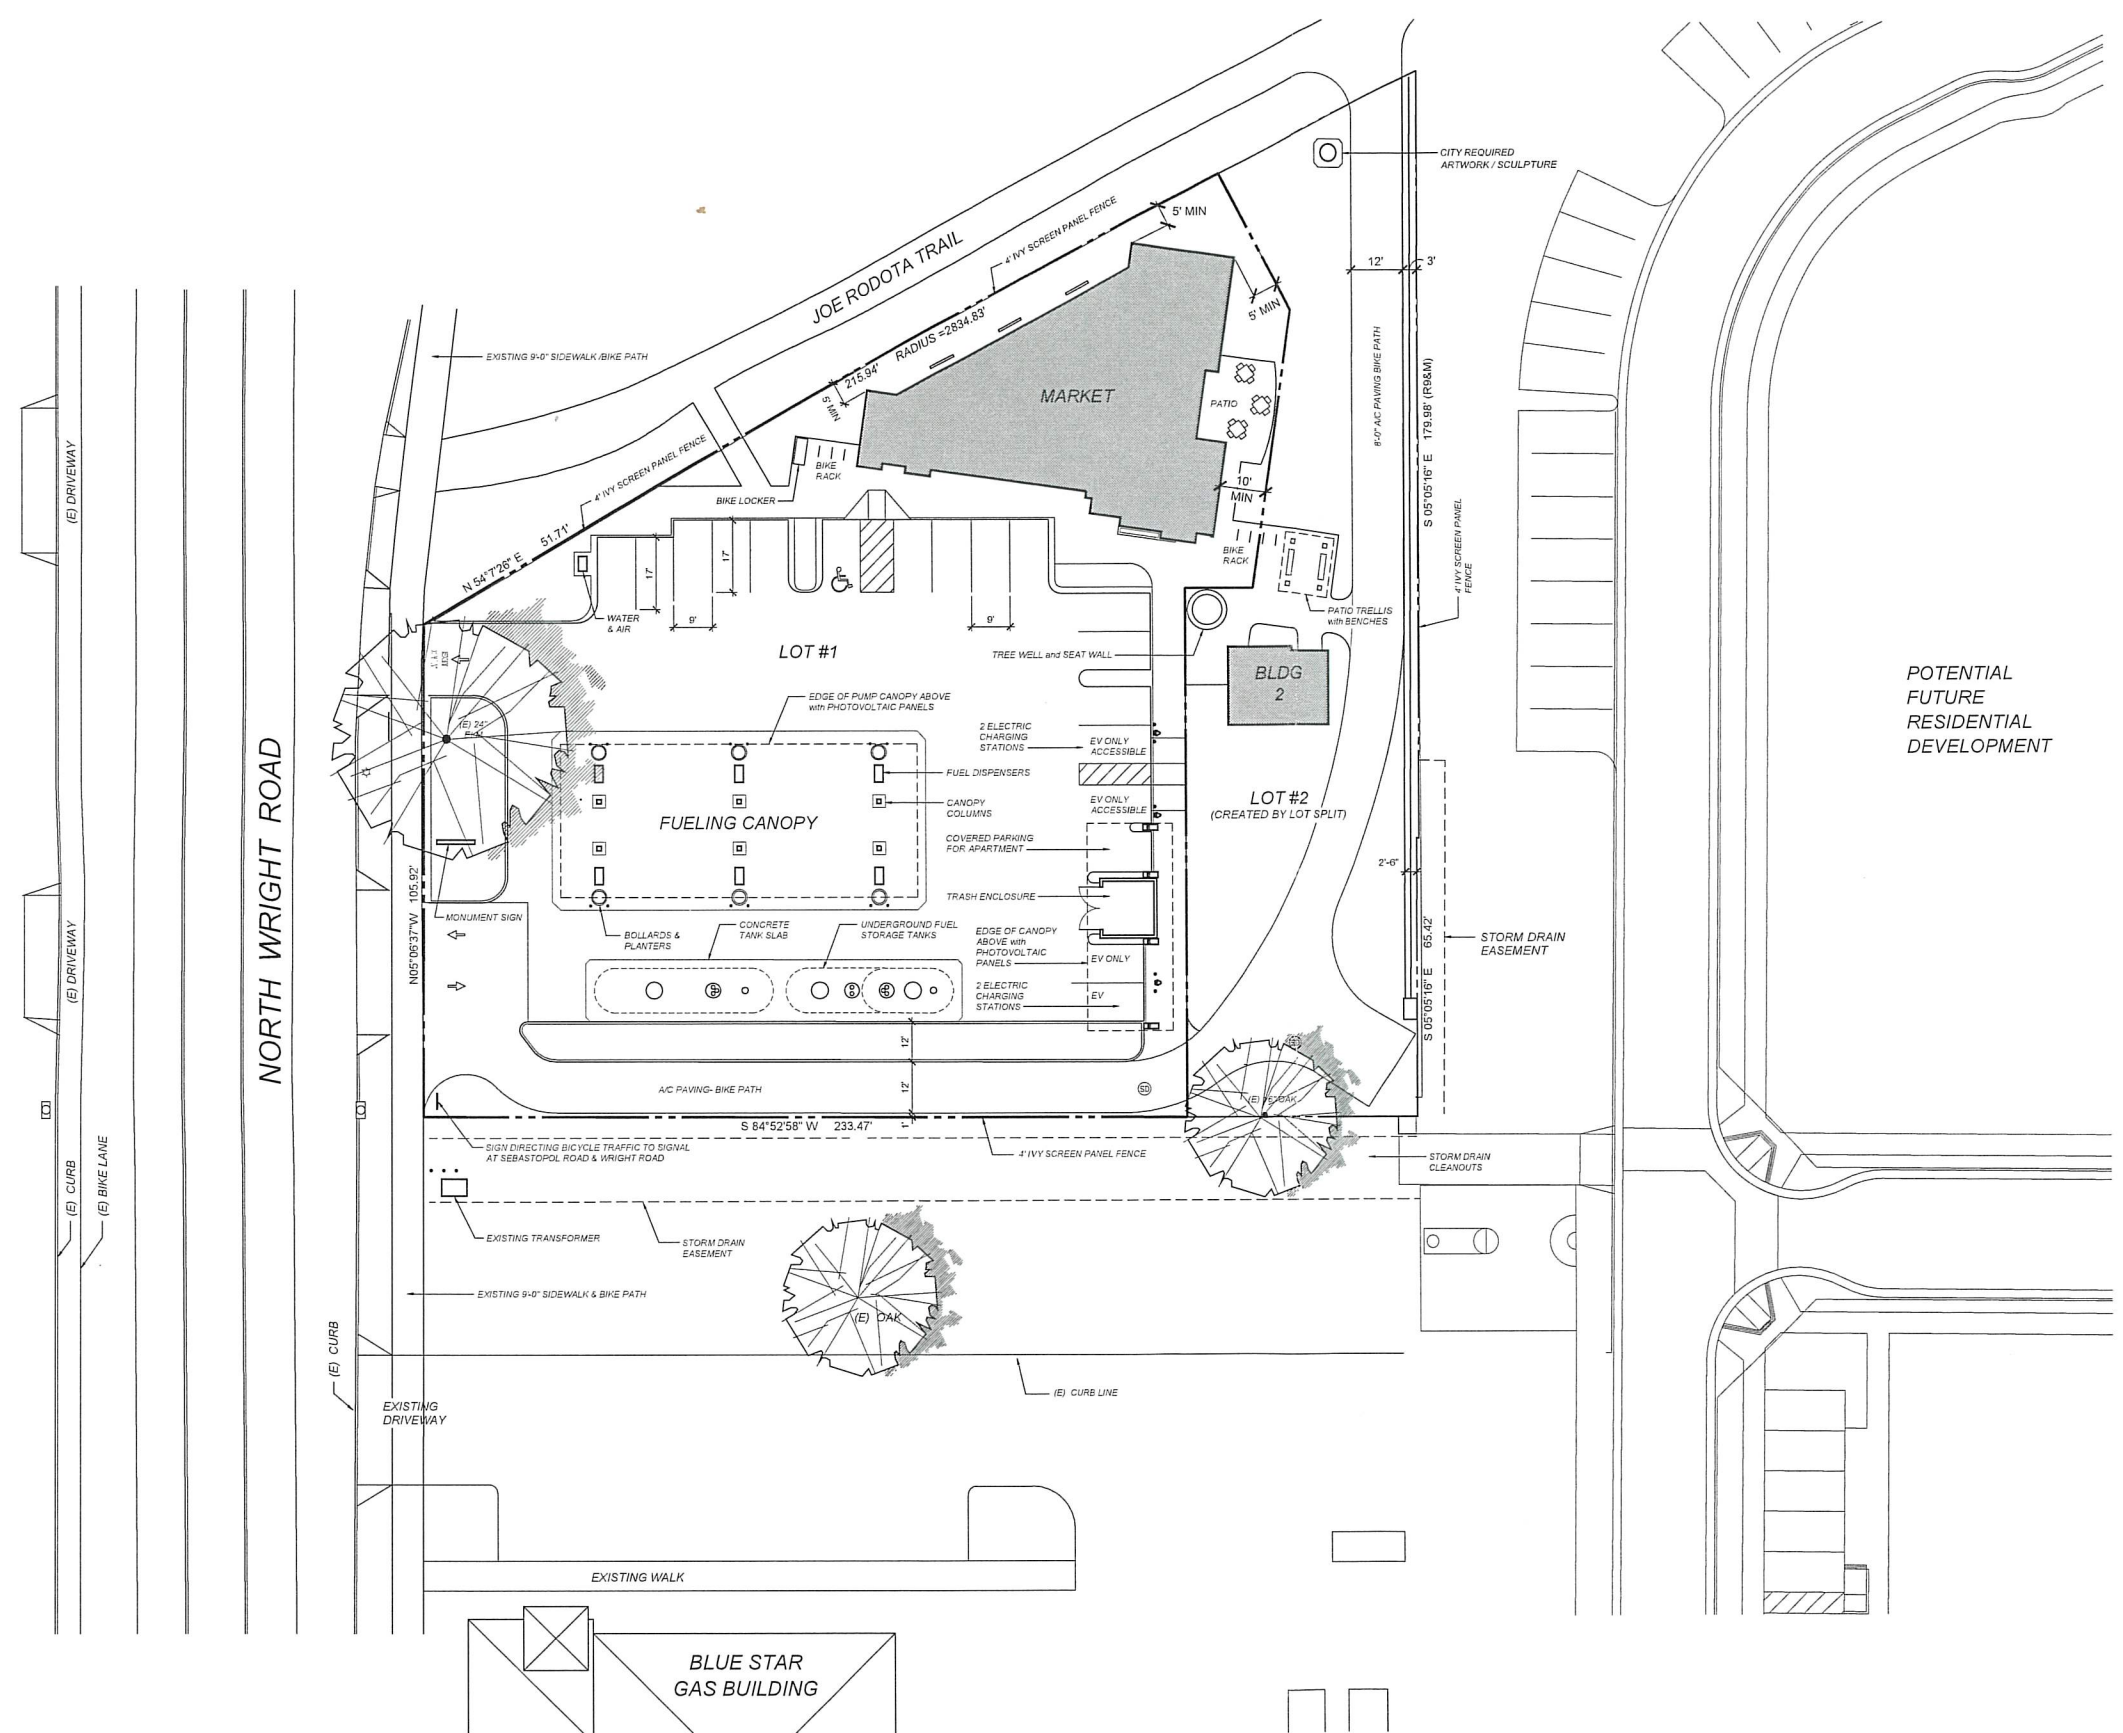 CITY REQUIRED
ARTWORK / SCULPTURE
5' MIN
4' IVY SCREEN PANEL FENCE
JOE RODOTA TRAIL
12'
3'
5' MIN
RADIUS =2834.83'
215.94'
5' MIN
EXISTING 9'-0" SIDEWALK /BIKE PATH
MARKET
PATIO
8'-0" A/C PAVING BIKE PATH
S 05°05'16" E 179.98' (R9&M)
4' IVY SCREEN PANEL FENCE
(E) DRIVEWAY
BIKE
RACK
BIKE LOCKER
10'
MIN
4' IVY SCREEN PANEL
FENCE
N 54°7'26" E 51.71'
17'
17'
BIKE
RACK
9'
9'
WATER
& AIR
PATIO TRELLIS
with BENCHES
LOT #1
TREE WELL and SEAT WALL
BLDG
2
POTENTIAL
FUTURE
RESIDENTIAL
DEVELOPMENT
EXIT
(E) 24"
EDGE OF PUMP CANOPY ABOVE
with PHOTOVOLTAIC PANELS
2 ELECTRIC
CHARGING
STATIONS
EV ONLY
ACCESSIBLE
FUEL DISPENSERS
NORTH WRIGHT ROAD
FUELING CANOPY
CANOPY
COLUMNS
EV ONLY
ACCESSIBLE
LOT #2
(CREATED BY LOT SPLIT)
COVERED PARKING
FOR APARTMENT
2'-6"
TRASH ENCLOSURE
N05°06'37"W 105.92'
MONUMENT SIGN
(E) DRIVEWAY
BOLLARDS &
PLANTERS
CONCRETE
TANK SLAB
UNDERGROUND FUEL
STORAGE TANKS
EDGE OF CANOPY
ABOVE with
PHOTOVOLTAIC
PANELS
EV ONLY
STORM DRAIN
EASEMENT
S 05°05'16" E 65.42'
2 ELECTRIC
CHARGING
STATIONS
EV
12'
12'
1'
A/C PAVING- BIKE PATH
SD
(E) OAK
S 84°52'58" W 233.47'
SIGN DIRECTING BICYCLE TRAFFIC TO SIGNAL
AT SEBASTOPOL ROAD & WRIGHT ROAD
4' IVY SCREEN PANEL FENCE
STORM DRAIN
CLEANOUTS
(E) CURB
(E) BIKE LANE
EXISTING TRANSFORMER
STORM DRAIN
EASEMENT
EXISTING 9'-0" SIDEWALK & BIKE PATH
(E) OAK
(E) CURB
(E) CURB LINE
EXISTING
DRIVEWAY
EXISTING WALK
BLUE STAR
GAS BUILDING